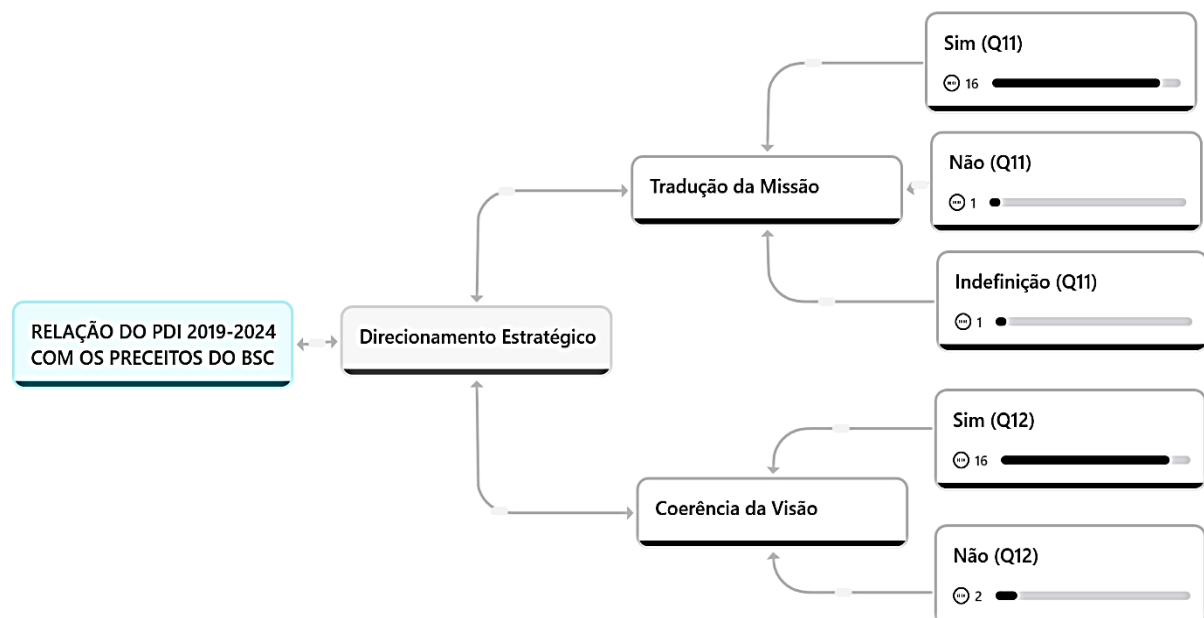 RELAÇÃO DO PDI 2019-2024
COM OS PRECEITOS DO BSC
Direcionamento Estratégico
Tradução da Missão
Sim (Q11)
16
Não (Q11)
1
Indefinição (Q11)
1
Coerência da Visão
Sim (Q12)
16
Não (Q12)
2